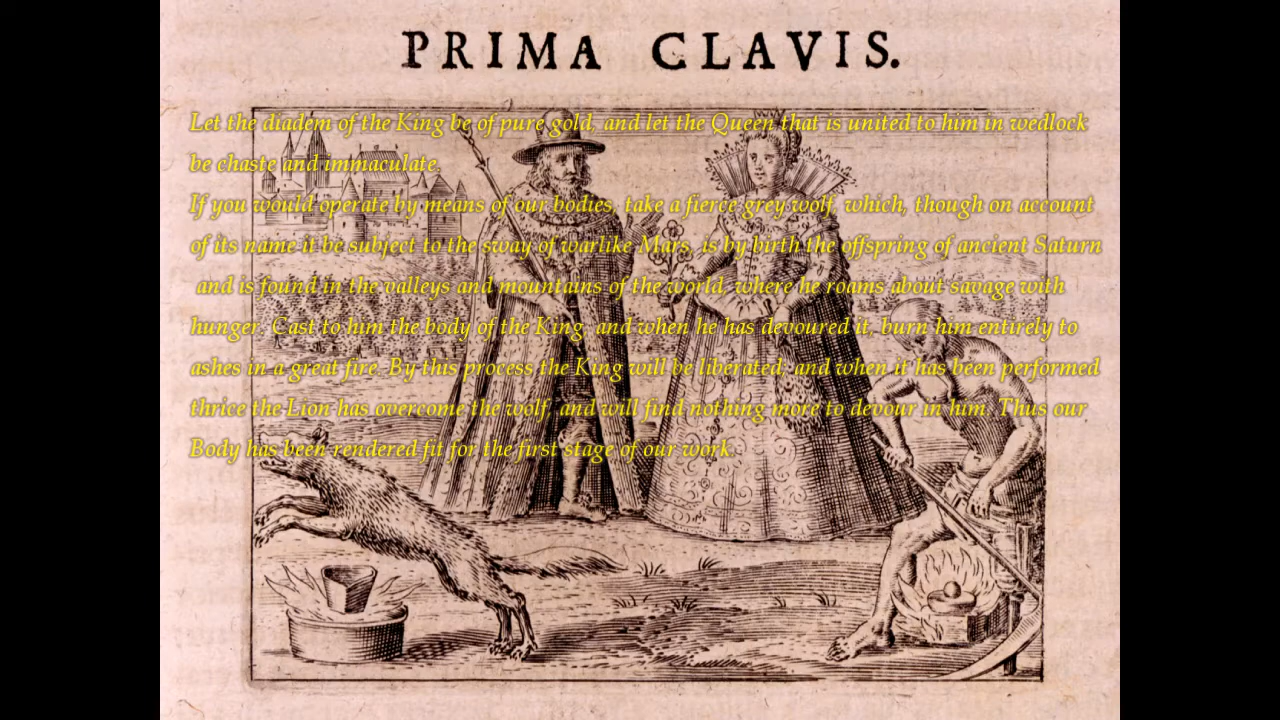 PRIMA CLAVIS.
Let the diadem of the King be of pure gold, and let the Queen that is united to him in wedlock
be chaste and immaculate.
If you would operate by means of our bodies, take a fierce grey wolf, which, though on account
of its name it be subject to the sway of warlike Mars, is by birth the offspring of ancient Saturn
and is found in the valleys and mountains of the world, where he roams about savage with
hunger. Cast to him the body of the King, and when he has devoured it, burn him entirely to
ashes in a great fire. By this process the King will be liberated; and when it has been performed
thrice the Lion has overcome the wolf, and will find nothing more to devour in him. Thus our
Body has been rendered fit for the first stage of our work.